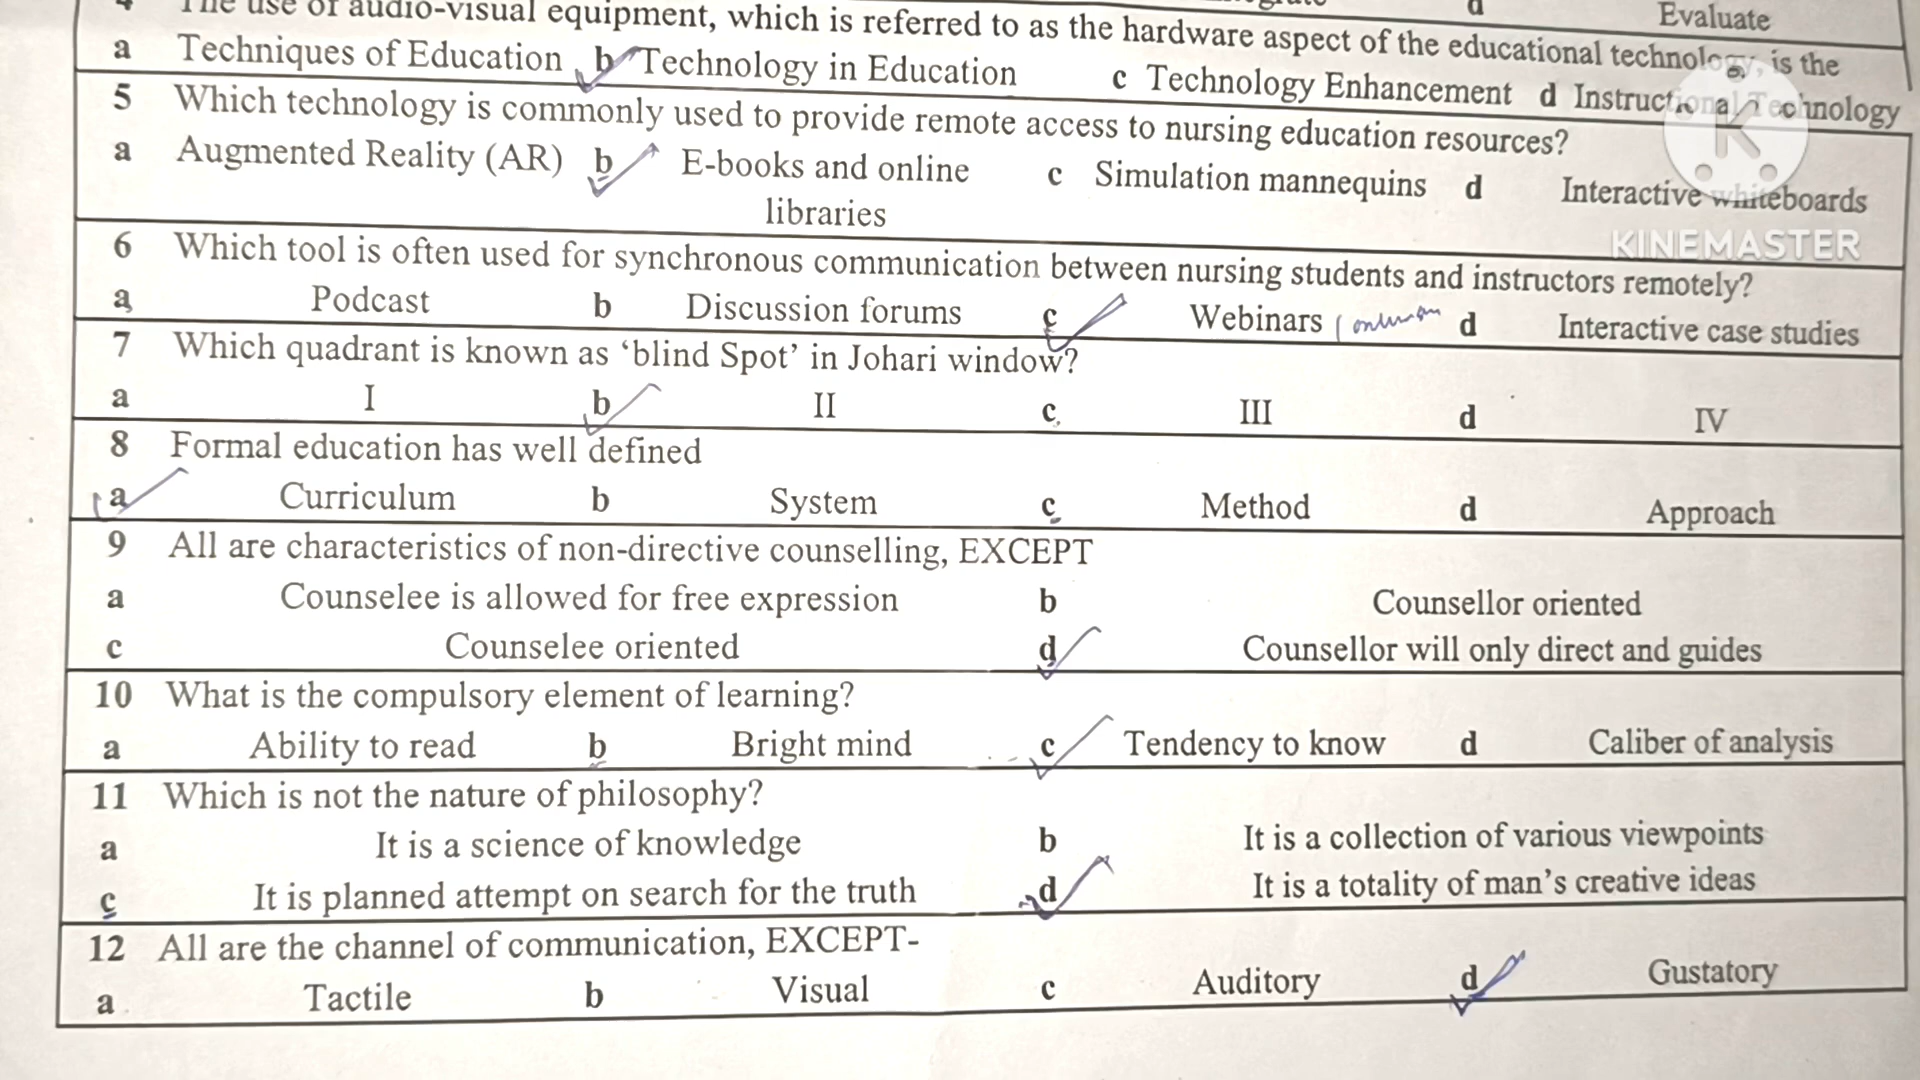 The use of audio-visual equipment, which is referred to as the hardware aspect of the educational technology, is the
d Evaluate
a Techniques of Education b Technology in Education c Technology Enhancement d Instructional Technology
5 Which technology is commonly used to provide remote access to nursing education resources?
a Augmented Reality (AR) b E-books and online c Simulation mannequins d Interactive whiteboards
libraries
KINEMASTER
6 Which tool is often used for synchronous communication between nursing students and instructors remotely?
a Podcast b Discussion forums c Webinars d Interactive case studies
7 Which quadrant is known as ‘blind Spot’ in Johari window?
a I b II c III d IV
8 Formal education has well defined
a Curriculum b System c Method d Approach
9 All are characteristics of non-directive counselling, EXCEPT
a Counselee is allowed for free expression b Counsellor oriented
c Counselee oriented d Counsellor will only direct and guides
10 What is the compulsory element of learning?
a Ability to read b Bright mind c Tendency to know d Caliber of analysis
11 Which is not the nature of philosophy?
a It is a science of knowledge b It is a collection of various viewpoints
c It is planned attempt on search for the truth d It is a totality of man’s creative ideas
12 All are the channel of communication, EXCEPT-
a Tactile b Visual c Auditory d Gustatory